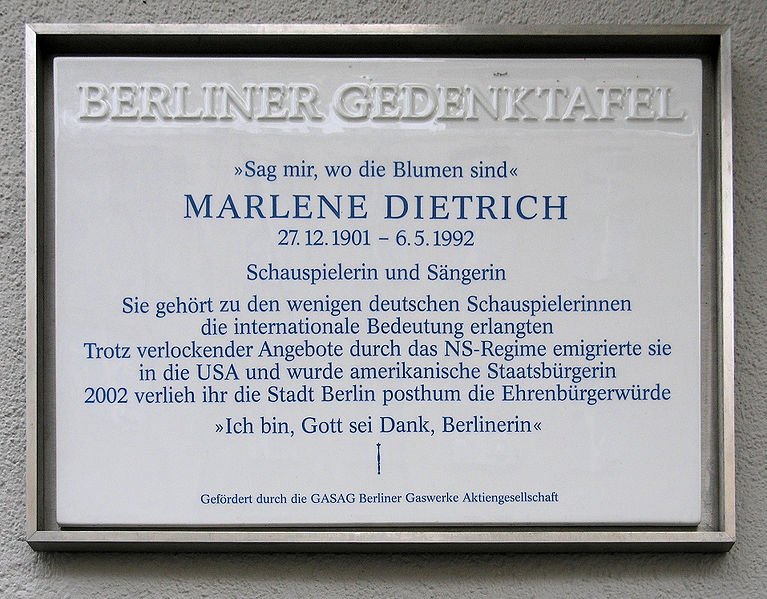 BERLINER GEDENKTAFEL
»Sag mir, wo die Blumen sind«
MARLENE DIETRICH
27.12.1901 – 6.5.1992
Schauspielerin und Sängerin
Sie gehört zu den wenigen deutschen Schauspielerinnen
die internationale Bedeutung erlangten
Trotz verlockender Angebote durch das NS-Regime emigrierte sie
in die USA und wurde amerikanische Staatsbürgerin
2002 verlieh ihr die Stadt Berlin posthum die Ehrenbürgerwürde
»Ich bin, Gott sei Dank, Berlinerin«
Gefördert durch die GASAG Berliner Gaswerke Aktiengesellschaft